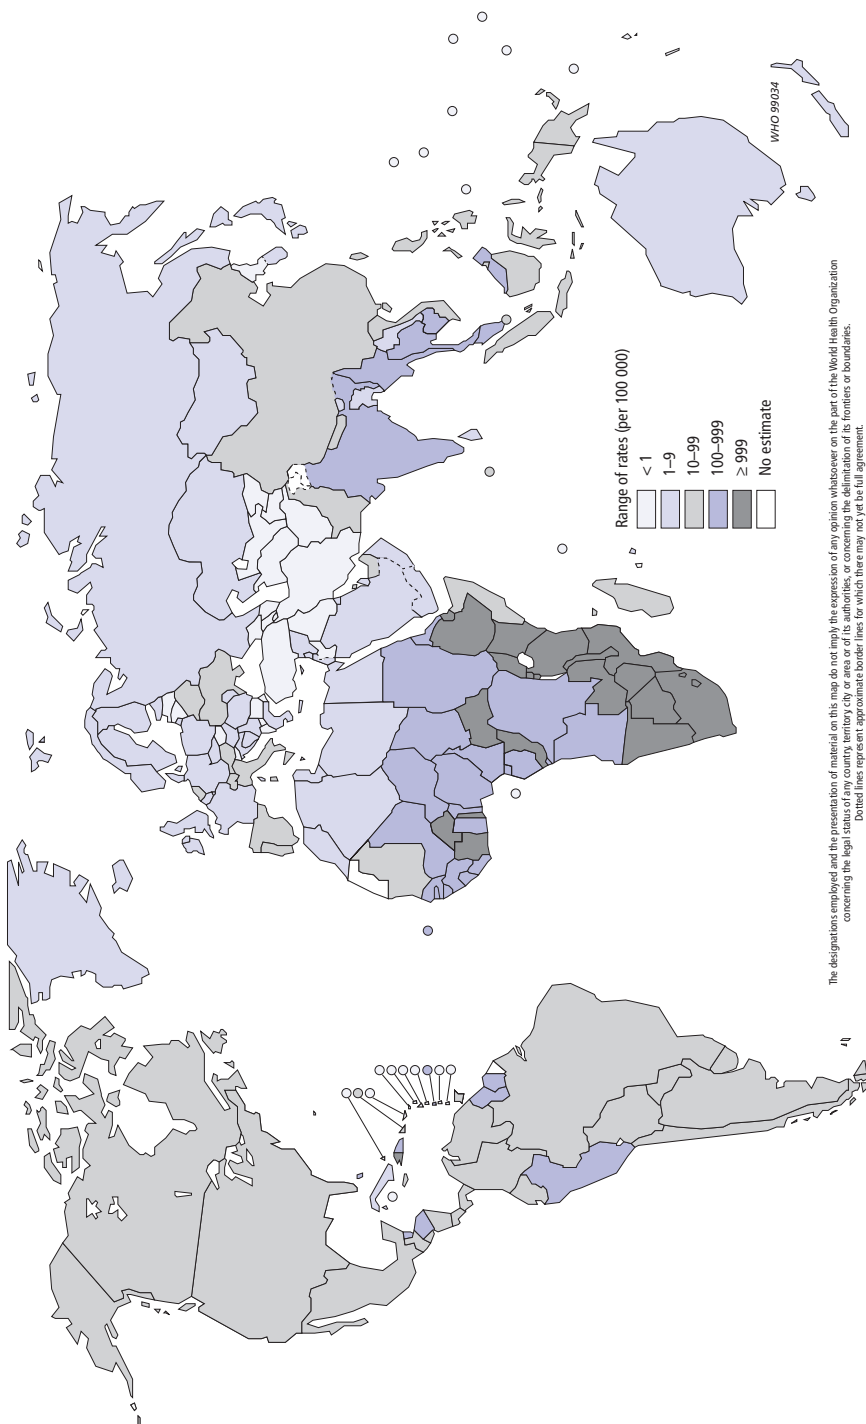 WHO 99034
Range of rates (per 100 000)
< 1
1–9
10–99
100–999
≥ 999
No estimate
The designations employed and the presentation of material on this map do not imply the expression of any opinion whatsoever on the part of the World Health Organization
concerning the legal status of any country, territory city or area or of its authorities, or concerning the delimitation of its frontiers or boundaries.
Dotted lines represent approximate border lines for which there may not yet be full agreement.